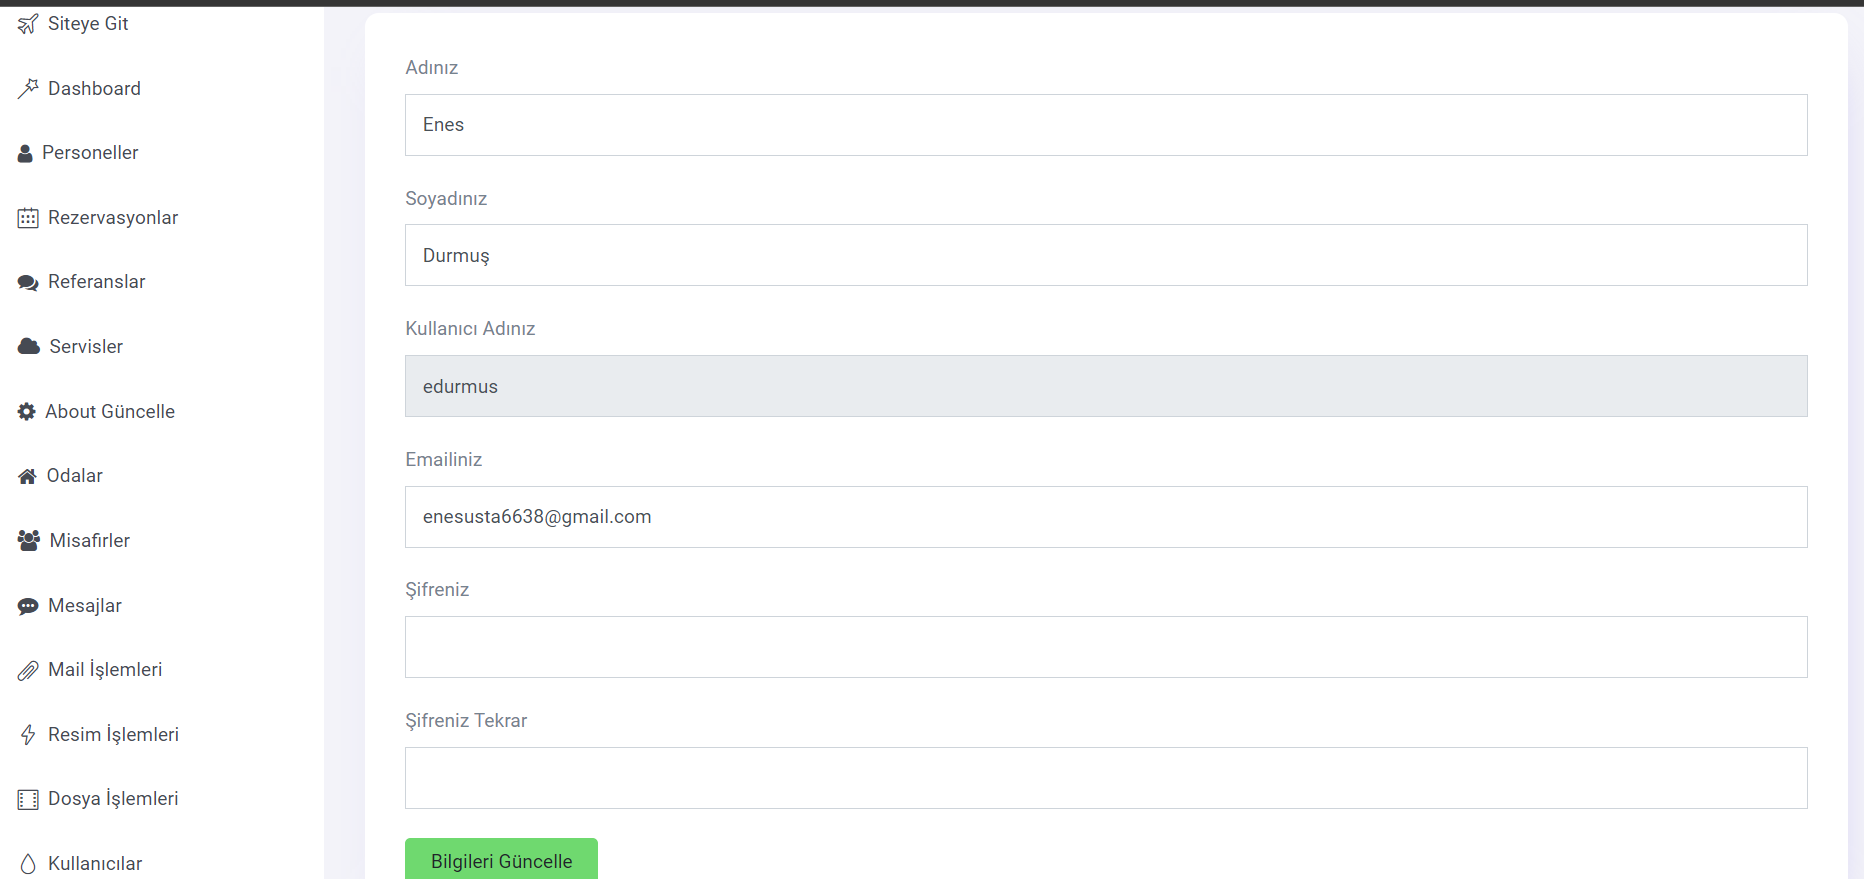 Siteye Git
Dashboard
Personeller
Rezervasyonlar
Referanslar
Servisler
About Güncelle
Odalar
Misafirler
Mesajlar
Mail İşlemleri
Resim İşlemleri
Dosya İşlemleri
Kullanıcılar
Adınız
Enes
Soyadınız
Durmuş
Kullanıcı Adınız
edurmus
Emailiniz
enesusta6638@gmail.com
Şifreniz
Şifreniz Tekrar
Bilgileri Güncelle